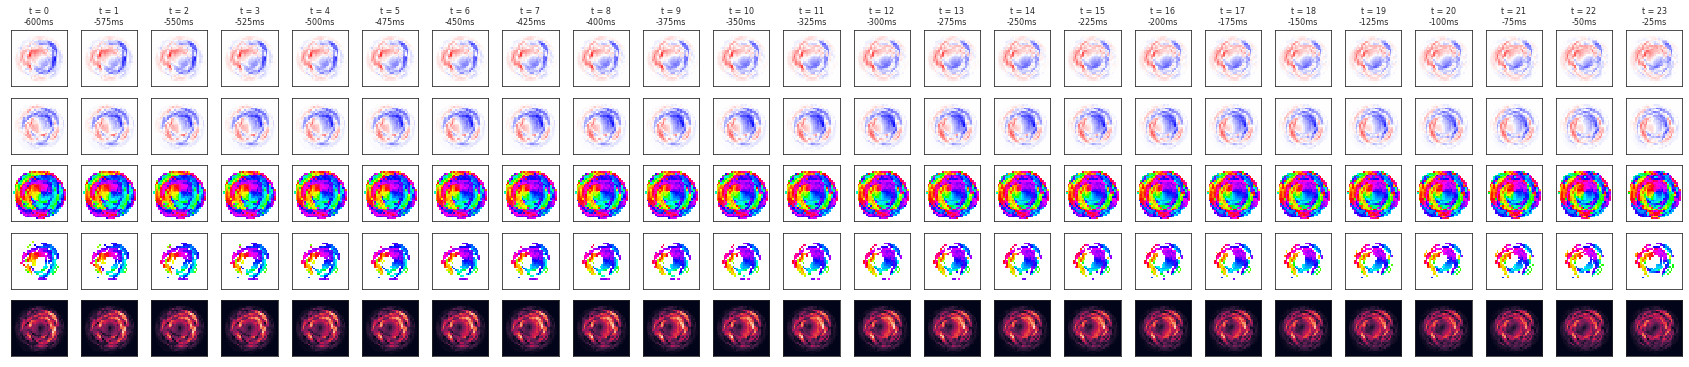 t = 0 t = 1 t = 2 t = 3 t = 4 t = 5 t = 6 t = 7 t = 8 t = 9 t = 10 t = 11 t = 12 t = 13 t = 14 t = 15 t = 16 t = 17 t = 18 t = 19 t = 20 t = 21 t = 22 t = 23
-600ms -575ms -550ms -525ms -500ms -475ms -450ms -425ms -400ms -375ms -350ms -325ms -300ms -275ms -250ms -225ms -200ms -175ms -150ms -125ms -100ms -75ms -50ms -25ms